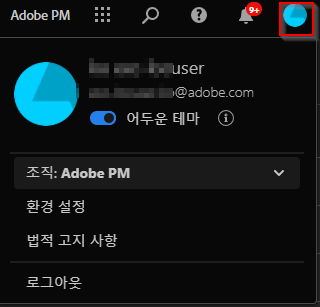 Adobe PM
9+
user
@adobe.com
어두운 테마
조직: Adobe PM
환경 설정
법적 고지 사항
로그아웃